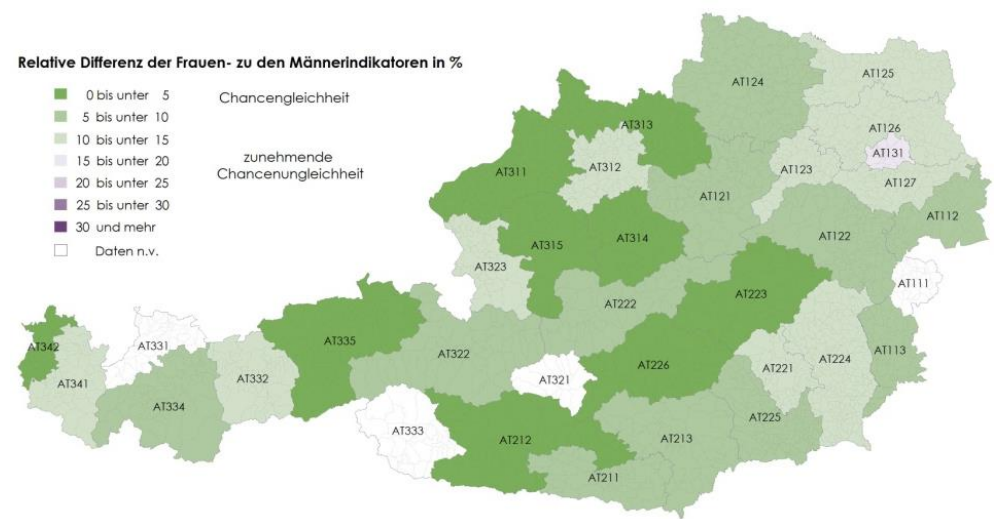 Relative Differenz der Frauen- zu den Männerindikatoren in %
0 bis unter 5
5 bis unter 10
10 bis unter 15
15 bis unter 20
20 bis unter 25
25 bis unter 30
30 und mehr
Daten n.v.
Chancengleichheit
zunehmende
Chancenungleichheit
AT124
AT125
AT126
AT131
AT127
AT123
AT313
AT312
AT311
AT121
AT112
AT122
AT314
AT315
AT323
AT111
AT223
AT222
AT342
AT331
AT335
AT322
AT113
AT224
AT221
AT226
AT321
AT341
AT332
AT334
AT333
AT212
AT213
AT225
AT211